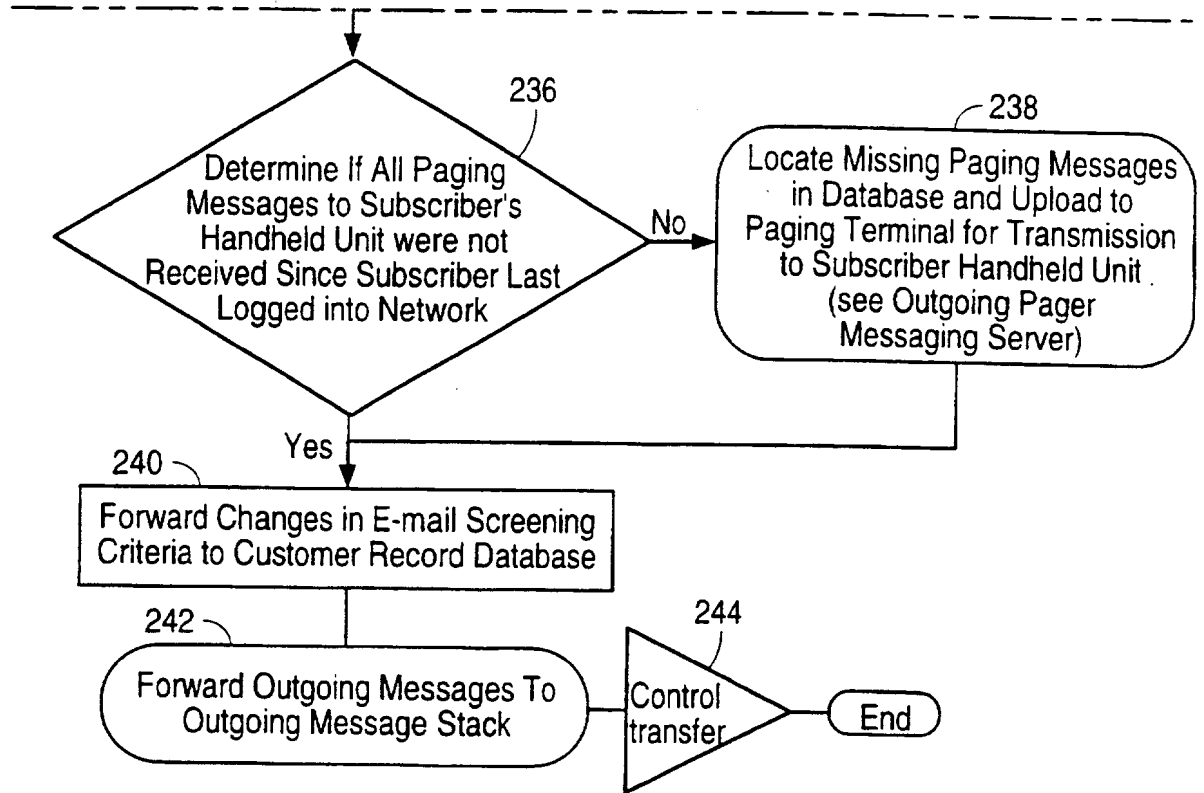 236
Determine If All Paging
Messages to Subscriber's
Handheld Unit were not
Received Since Subscriber Last
Logged into Network
No
238
Locate Missing Paging Messages
in Database and Upload to
Paging Terminal for Transmission
to Subscriber Handheld Unit
(see Outgoing Pager
Messaging Server)
Yes
240
Forward Changes in E-mail Screening
Criteria to Customer Record Database
242
Forward Outgoing Messages To
Outgoing Message Stack
244
Control
transfer
End